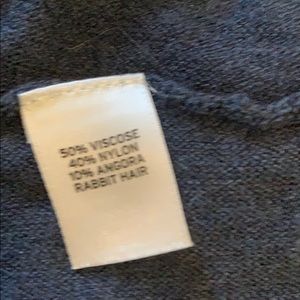 50% VISCOSE
40% NYLON
10% ANGORA
RABBIT HAIR